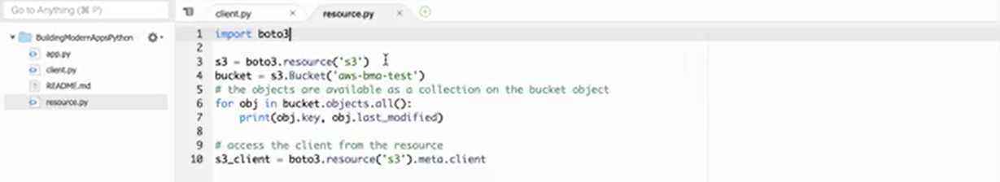 Go to Anything (⌘ P)
client.py
resource.py
BuildingModernAppsPython
app.py
client.py
README.md
resource.py
1 import boto3
2
3 s3 = boto3.resource('s3')
4 bucket = s3.Bucket('aws-bma-test')
5 # the objects are available as a collection on the bucket object
6 for obj in bucket.objects.all():
7     print(obj.key, obj.last_modified)
8
9 # access the client from the resource
10 s3_client = boto3.resource('s3').meta.client